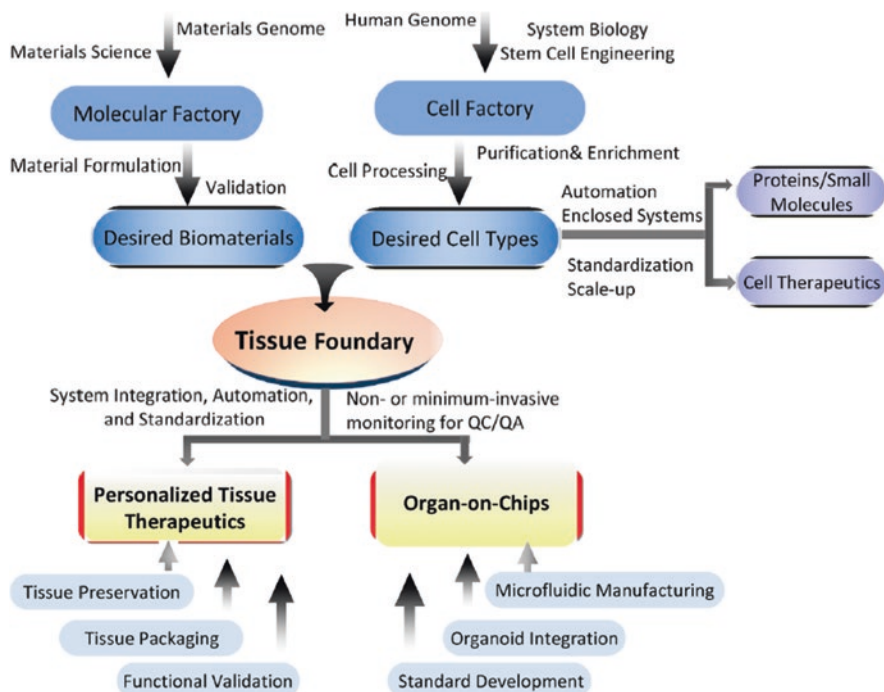 Materials Genome
Materials Science
Human Genome
System Biology
Stem Cell Engineering
Molecular Factory
Cell Factory
Material Formulation
Validation
Cell Processing
Purification& Enrichment
Desired Biomaterials
Desired Cell Types
Automation
Enclosed Systems
Standardization
Scale-up
Proteins/Small
Molecules
Cell Therapeutics
Tissue Foundary
System Integration, Automation,
and Standardization
Non- or minimum-invasive
monitoring for QC/QA
Personalized Tissue
Therapeutics
Organ-on-Chips
Tissue Preservation
Tissue Packaging
Functional Validation
Microfluidic Manufacturing
Organoid Integration
Standard Development